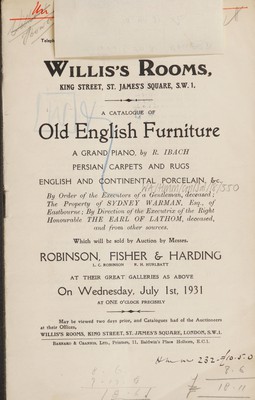 WILLIS'S ROOMS,
KING STREET, ST. JAMES'S SQUARE, S.W. 1.
A CATALOGUE OF
Old English Furniture
A GRAND PIANO, by R. IBACH
PERSIAN CARPETS AND RUGS
ENGLISH AND CONTINENTAL PORCELAIN, &c.
By Order of the Executors of a Gentleman, deceased;
The Property of SYDNEY WARMAN, Esq., of
Eastbourne; By Direction of the Executrix of the Right
Honourable THE EARL OF LATHOM, deceased,
and from other sources.
Which will be sold by Auction by Messrs.
ROBINSON, FISHER & HARDING
AT THEIR GREAT GALLERIES AS ABOVE
On Wednesday, July 1st, 1931
AT ONE O'CLOCK PRECISELY
May be viewed two days prior, and Catalogues had of the Auctioneers
at their Offices,
WILLIS'S ROOMS, KING STREET, ST. JAMES'S SQUARE, LONDON, S.W.1.
232
8 - 6
18 - 11